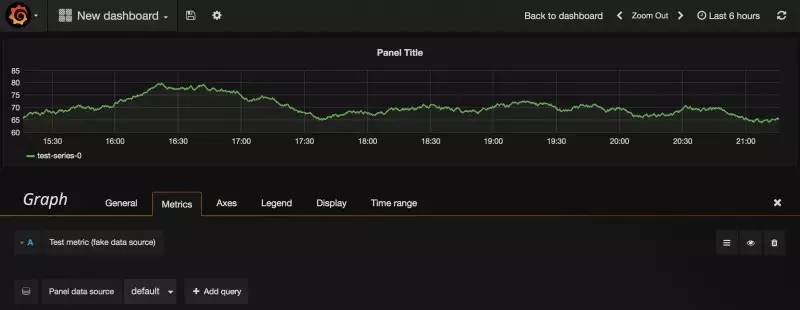 New dashboard Back to dashboard Zoom Out Last 6 hours
Panel Title
85
80
75
70
65
60
15:30 16:00 16:30 17:00 17:30 18:00 18:30 19:00 19:30 20:00 20:30 21:00
test-series-0
Graph General Metrics Axes Legend Display Time range
A Test metric (fake data source)
Panel data source default + Add query